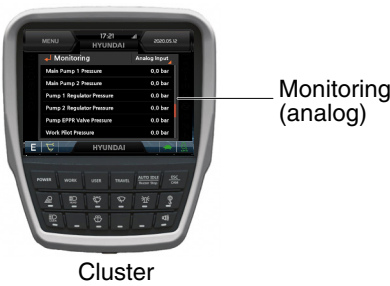 MENU
17:21
2020.05.12
HYUNDAI
Monitoring
Analog Input
Main Pump 1 Pressure 0,0 bar
Main Pump 2 Pressure 0,0 bar
Pump 1 Regulator Pressure 0,0 bar
Pump 2 Regulator Pressure 0,0 bar
Pump EPPR Valve Pressure 0,0 bar
Work Pilot Pressure 0,0 bar
E
HYUNDAI
POWER WORK USER TRAVEL AUTO IDLE ESC
CAM
Monitoring
(analog)
Cluster